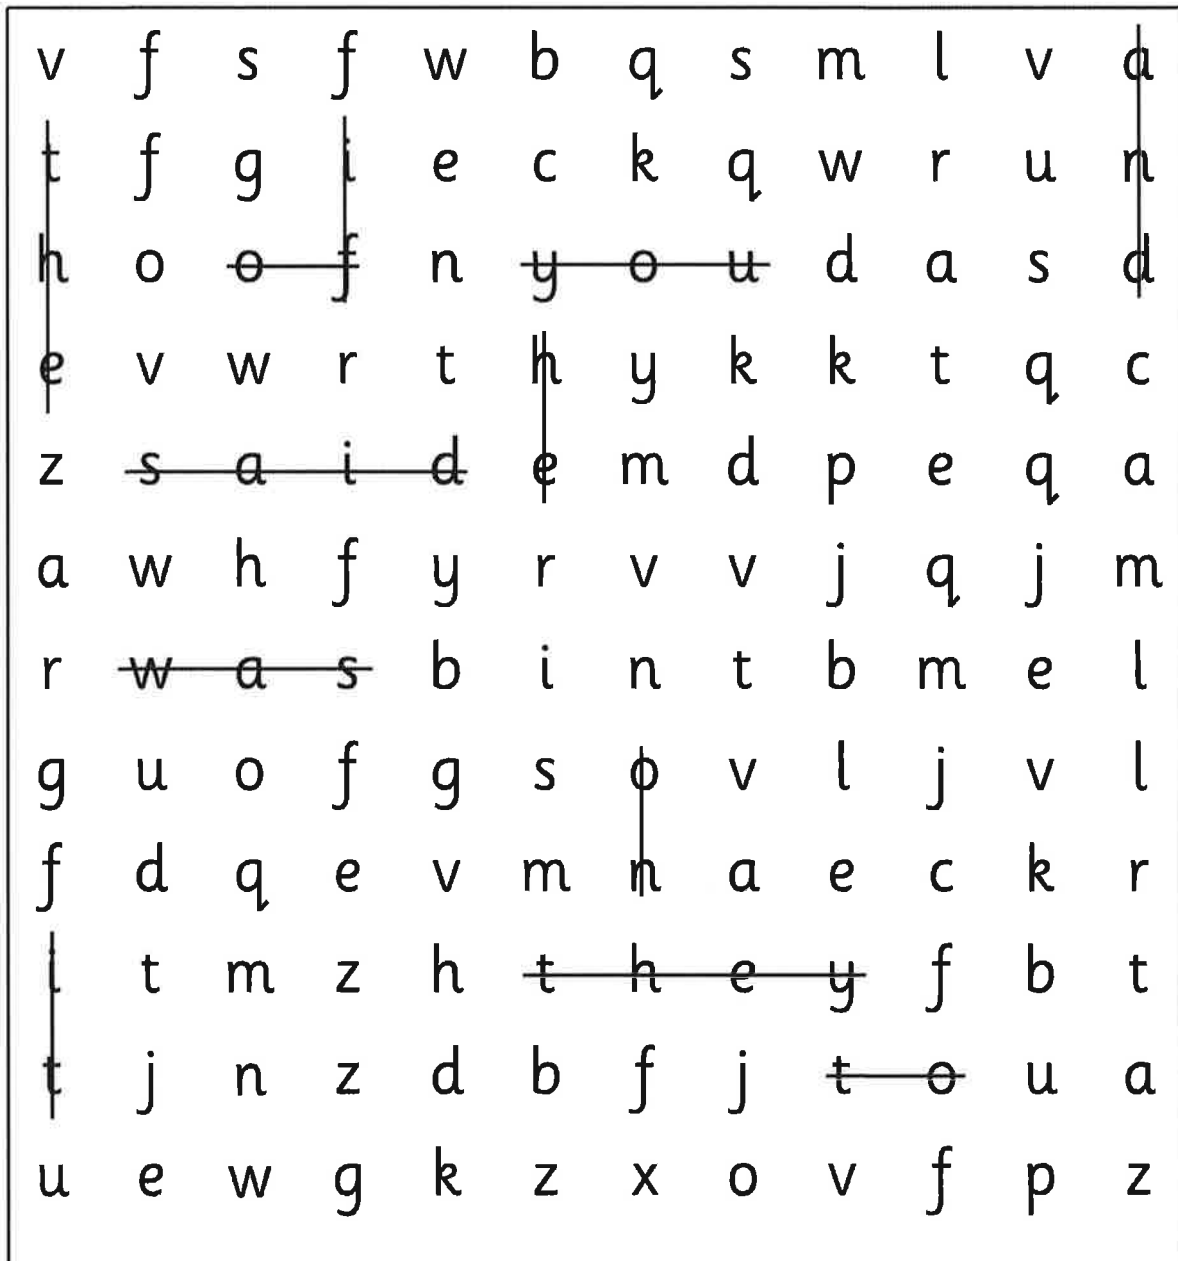 v f s f w b q s m l v a
t f g i e c k q w r u n
h o o f n y o u d a s d
e v w r t h y k k t q c
z s a i d e m d p e q a
a w h f y r v v j q j m
r w a s b i n t b m e l
g u o f g s o v l j v l
f d q e v m n a e c k r
i t m z h t h e y f b t
t j n z d b f j t o u a
u e w g k z x o v f p z